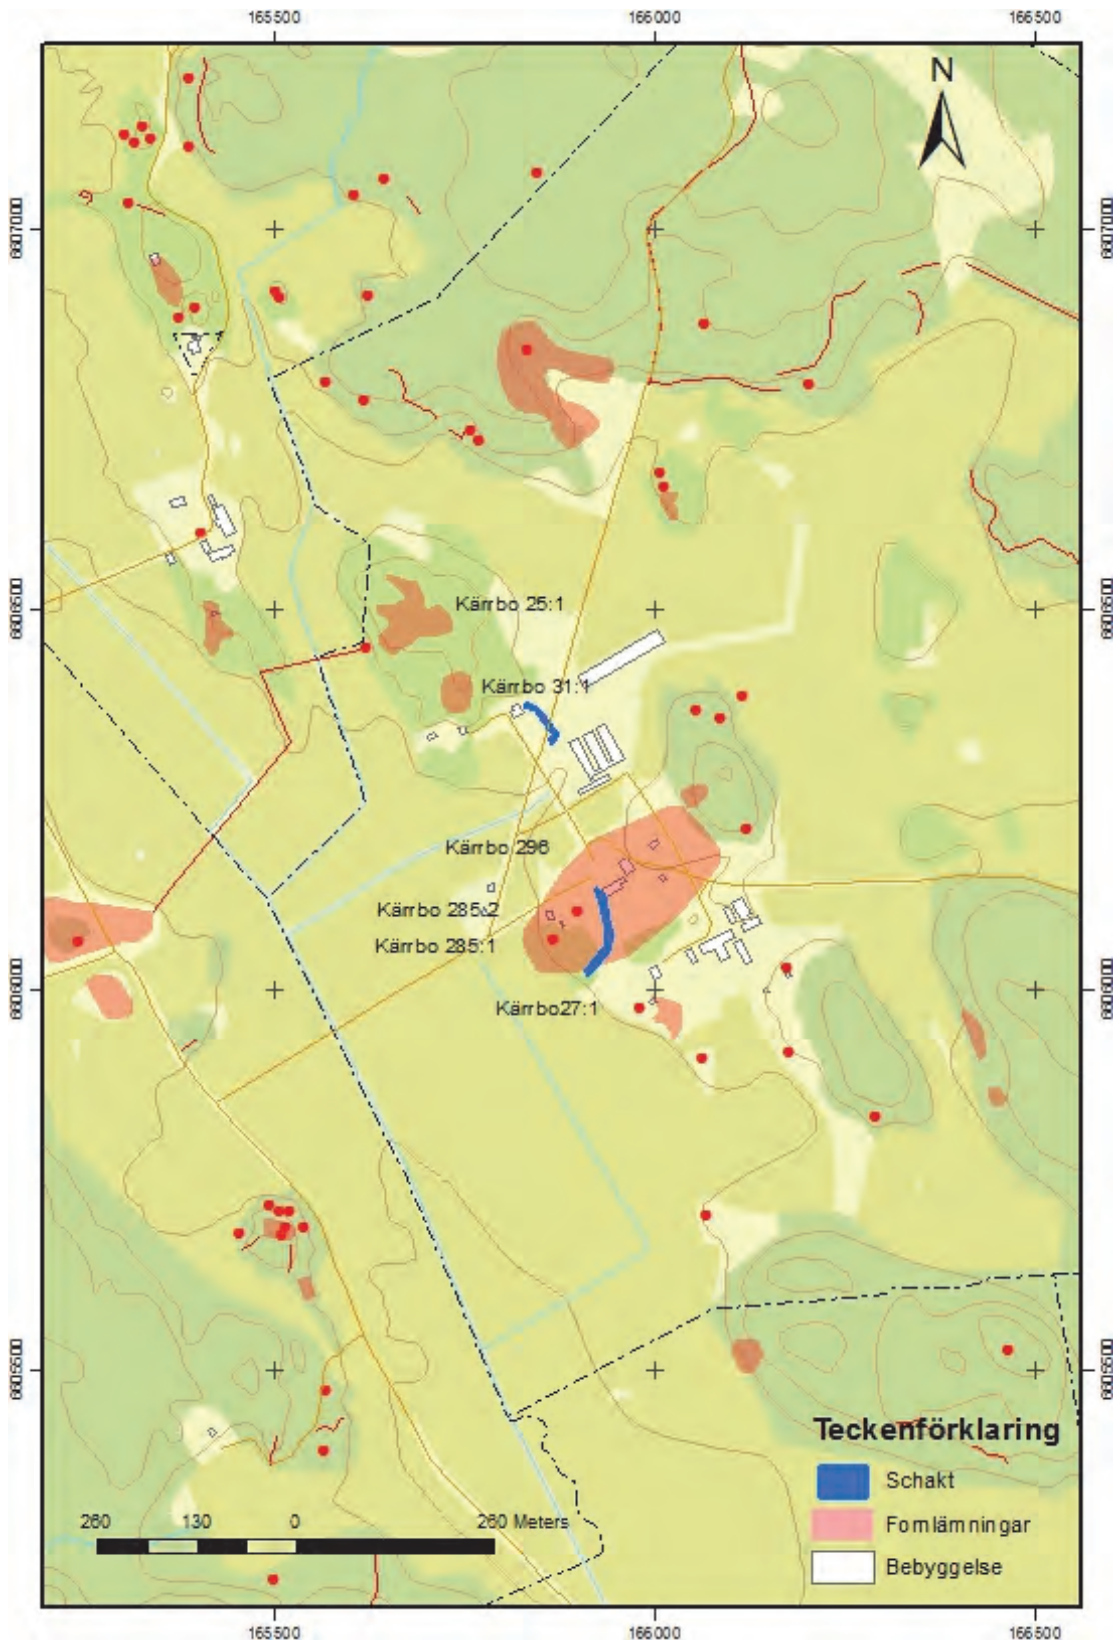 165500 166000 166500
N
6607000 6607000
6606500 6606500
Kärrbo 25:1
Kärrbo 31:1
Kärrbo 296
Kärrbo 285:2
Kärrbo 285:1
6606000 6606000
Kärrbo27:1
6605500 6605500
Teckenförklaring
Schakt
Fornlämningar
Bebyggelse
260 130 0 260 Meters
165500 166000 166500